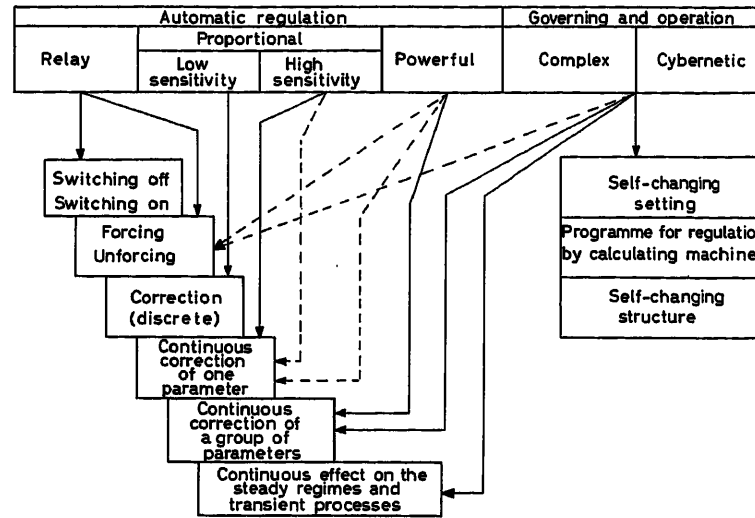 Automatic regulation
Governing and operation
Relay
Proportional
Low
sensitivity
High
sensitivity
Powerful
Complex
Cybernetic
Switching off
Switching on
Forcing
Unforcing
Correction
(discrete)
Continuous
correction
of one
parameter
Continuous
correction of
a group of
parameters
Continuous effect on the
steady regimes and
transient processes
Self-changing
setting
Programme for regulatio
by calculating machine
Self-changing
structure